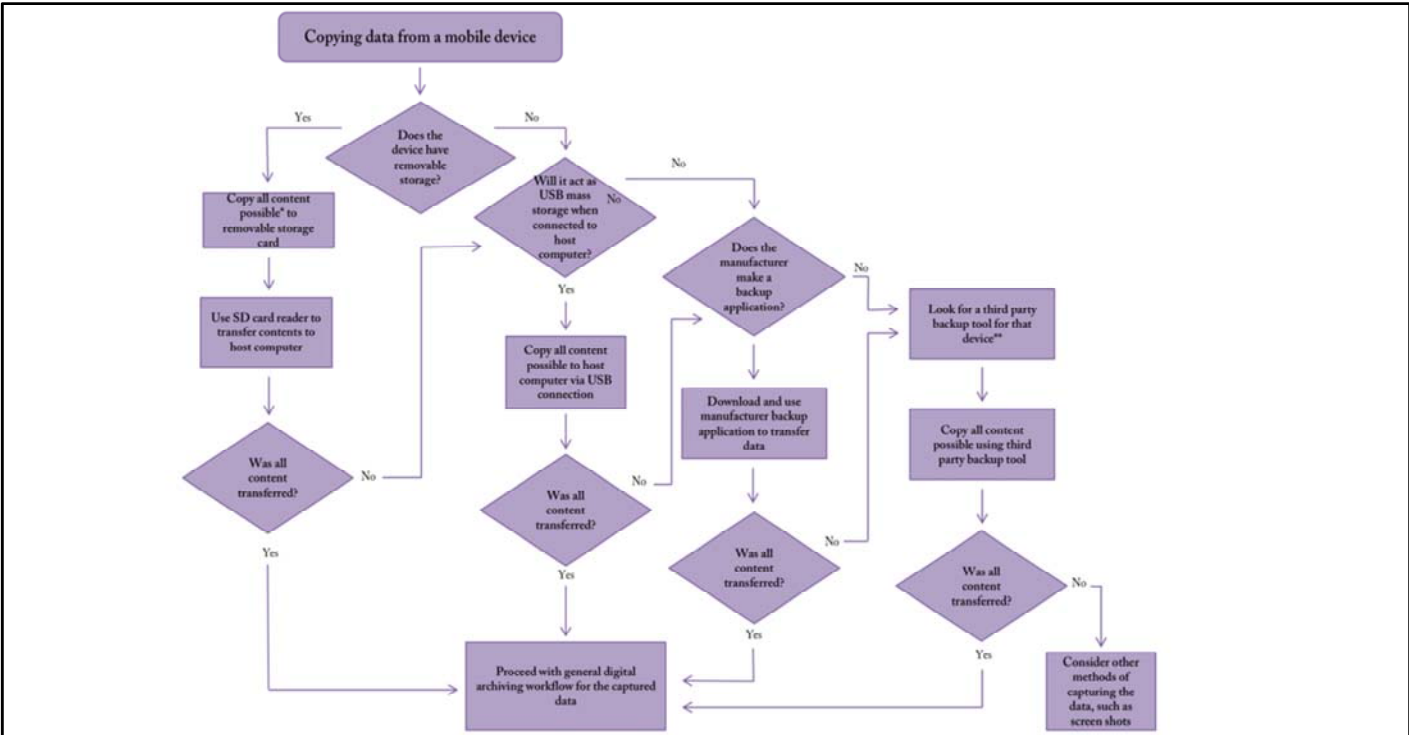 Copying data from a mobile device
Yes
No
Does the
device have
removable
storage?
No
Copy all content
possible* to
removable storage
card
Will it act as
USB mass
storage when
connected to
host
computer?
No
Does the
manufacturer
make a
backup
application?
No
Use SD card reader to
transfer contents to
host computer
Yes
Look for a third party
backup tool for that
device**
Copy all content
possible to host
computer via USB
connection
Download and use
manufacturer backup
application to transfer
data
Copy all content
possible using third
party backup tool
Was all
content
transferred?
No
Was all
content
transferred?
No
Was all
content
transferred?
No
Was all
content
transferred?
No
Yes
Yes
Yes
Yes
Proceed with general digital
archiving workflow for the captured
data
Consider other
methods of
capturing the
data, such as
screen shots